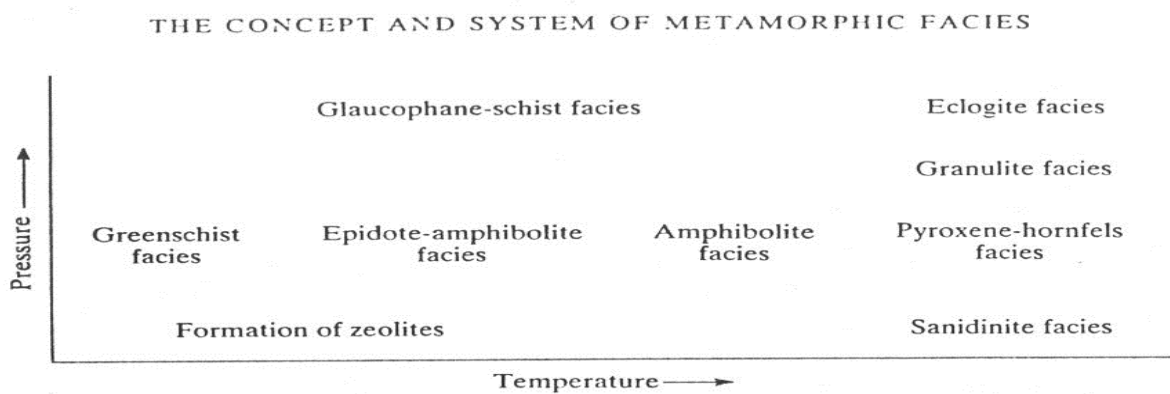 THE CONCEPT AND SYSTEM OF METAMORPHIC FACIES
Glaucophane-schist facies
Eclogite facies
Granulite facies
Pressure
Greenschist
facies
Epidote-amphibolite
facies
Amphibolite
facies
Pyroxene-hornfels
facies
Formation of zeolites
Sanidinite facies
Temperature